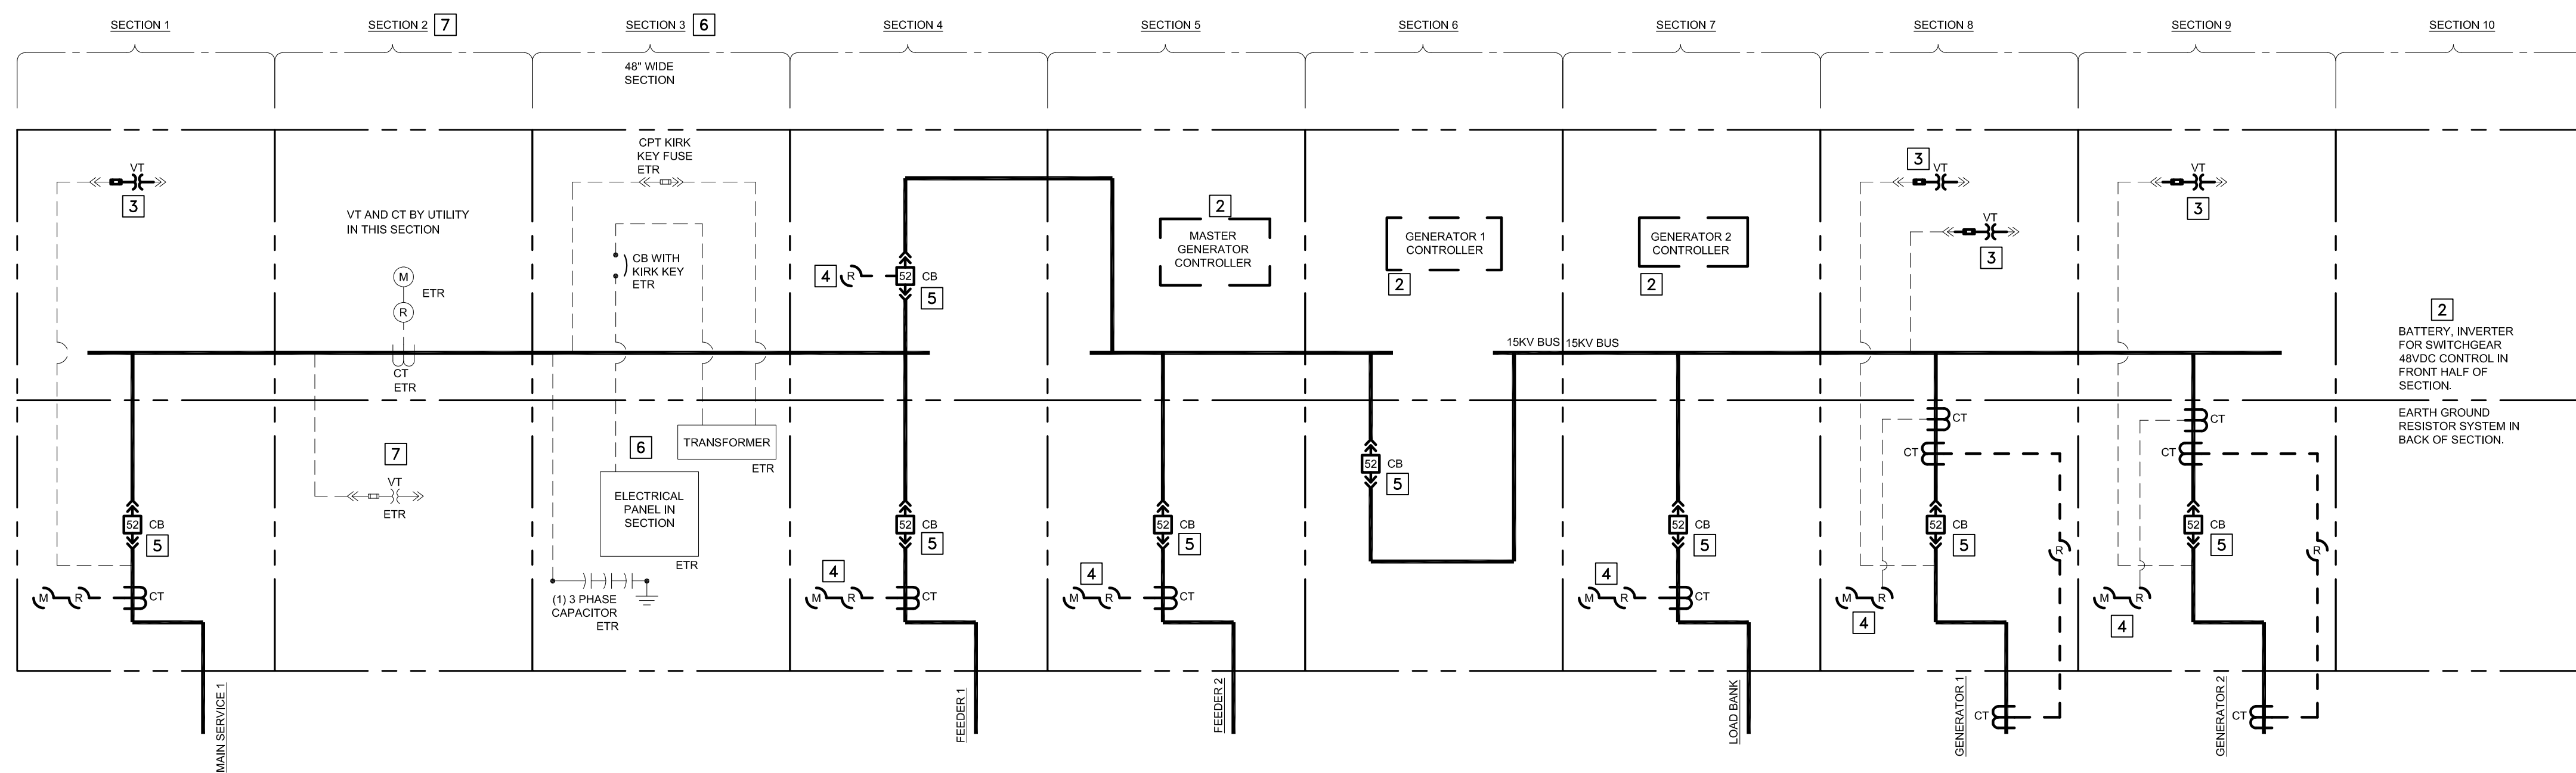 SECTION 1
SECTION 2
7
SECTION 3
6
SECTION 4
SECTION 5
SECTION 6
SECTION 7
SECTION 8
SECTION 9
SECTION 10
48" WIDE
SECTION
VT
3
VT AND CT BY UTILITY
IN THIS SECTION
M
ETR
R
CT
ETR
7
VT
ETR
52
CB
5
M
R
CT
MAIN SERVICE 1
CPT KIRK
KEY FUSE
ETR
CB WITH
KIRK KEY
ETR
6
TRANSFORMER
ETR
ELECTRICAL
PANEL IN
SECTION
ETR
(1) 3 PHASE
CAPACITOR
ETR
4
R
52
CB
5
52
CB
5
4
M
R
CT
FEEDER 1
2
MASTER
GENERATOR
CONTROLLER
52
CB
5
4
M
R
CT
FEEDER 2
GENERATOR 1
CONTROLLER
2
15KV BUS
52
CB
5
GENERATOR 2
CONTROLLER
2
15KV BUS
52
CB
5
4
M
R
CT
LOAD BANK
3
VT
VT
3
CT
CT
52
CB
5
R
M
R
4
CT
GENERATOR 1
VT
3
CT
CT
52
CB
5
R
M
R
4
CT
GENERATOR 2
2
BATTERY, INVERTER
FOR SWITCHGEAR
48VDC CONTROL IN
FRONT HALF OF
SECTION.
EARTH GROUND
RESISTOR SYSTEM IN
BACK OF SECTION.